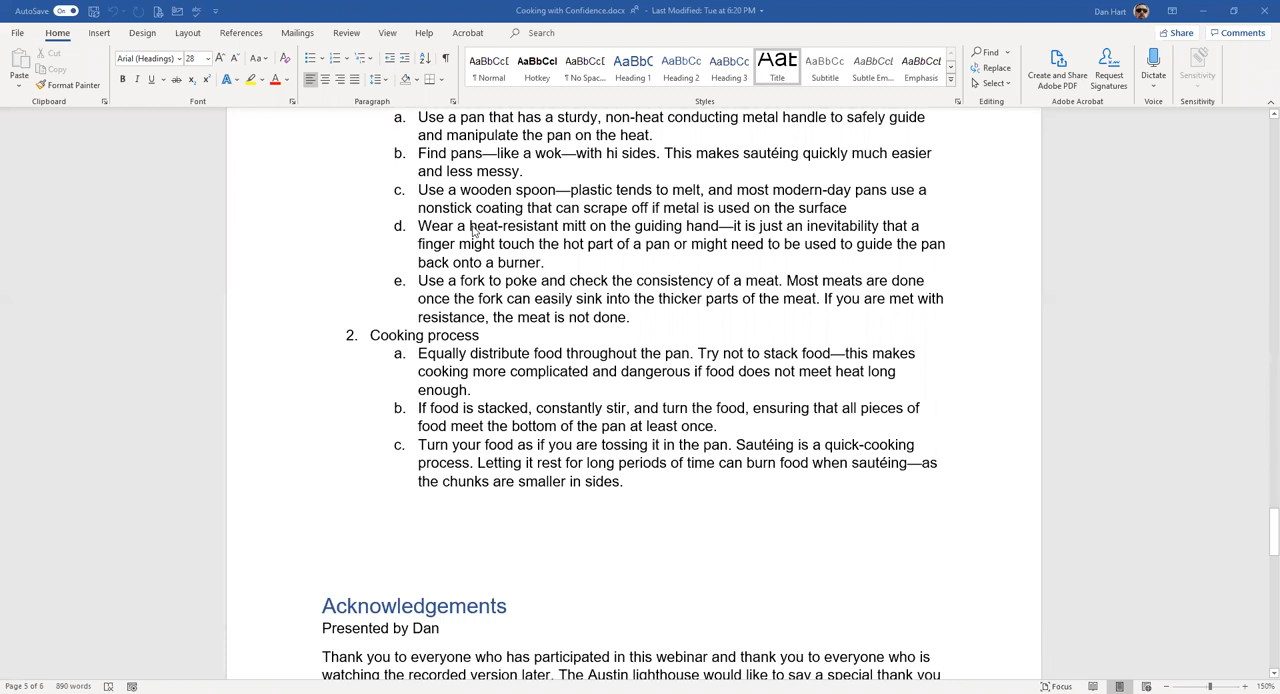 AutoSave On Cooking with Confidence.docx - Last Modified: Tue at 6:20 PM Dan Hart
File Home Insert Design Layout References Mailings Review View Help Acrobat Search Share Comments
Paste Cut Copy Format Painter Clipboard
Arial (Headings) 28 Font
Paragraph
AaBbCcI AaBbCcI AaBbCcI AaBbC AaBbCc AaBbCc AaB AaBbCc AaBbCcI AaBbCcI
¶ Normal Hotkey ¶ No Spac... Heading 1 Heading 2 Heading 3 Title Subtitle Subtle Em... Emphasis
Styles
Find Replace Select Editing
Create and Share Adobe PDF Request Signatures Adobe Acrobat
Dictate Voice
Sensitivity Sensitivity
a. Use a pan that has a sturdy, non-heat conducting metal handle to safely guide
and manipulate the pan on the heat.
b. Find pans—like a wok—with hi sides. This makes sautéing quickly much easier
and less messy.
c. Use a wooden spoon—plastic tends to melt, and most modern-day pans use a
nonstick coating that can scrape off if metal is used on the surface
d. Wear a heat-resistant mitt on the guiding hand—it is just an inevitability that a
finger might touch the hot part of a pan or might need to be used to guide the pan
back onto a burner.
e. Use a fork to poke and check the consistency of a meat. Most meats are done
once the fork can easily sink into the thicker parts of the meat. If you are met with
resistance, the meat is not done.
2. Cooking process
a. Equally distribute food throughout the pan. Try not to stack food—this makes
cooking more complicated and dangerous if food does not meet heat long
enough.
b. If food is stacked, constantly stir, and turn the food, ensuring that all pieces of
food meet the bottom of the pan at least once.
c. Turn your food as if you are tossing it in the pan. Sautéing is a quick-cooking
process. Letting it rest for long periods of time can burn food when sautéing—as
the chunks are smaller in sides.
Acknowledgements
Presented by Dan
Thank you to everyone who has participated in this webinar and thank you to everyone who is
watching the recorded version later. The Austin lighthouse would like to say a special thank you
Page 5 of 6 890 words Focus 150%